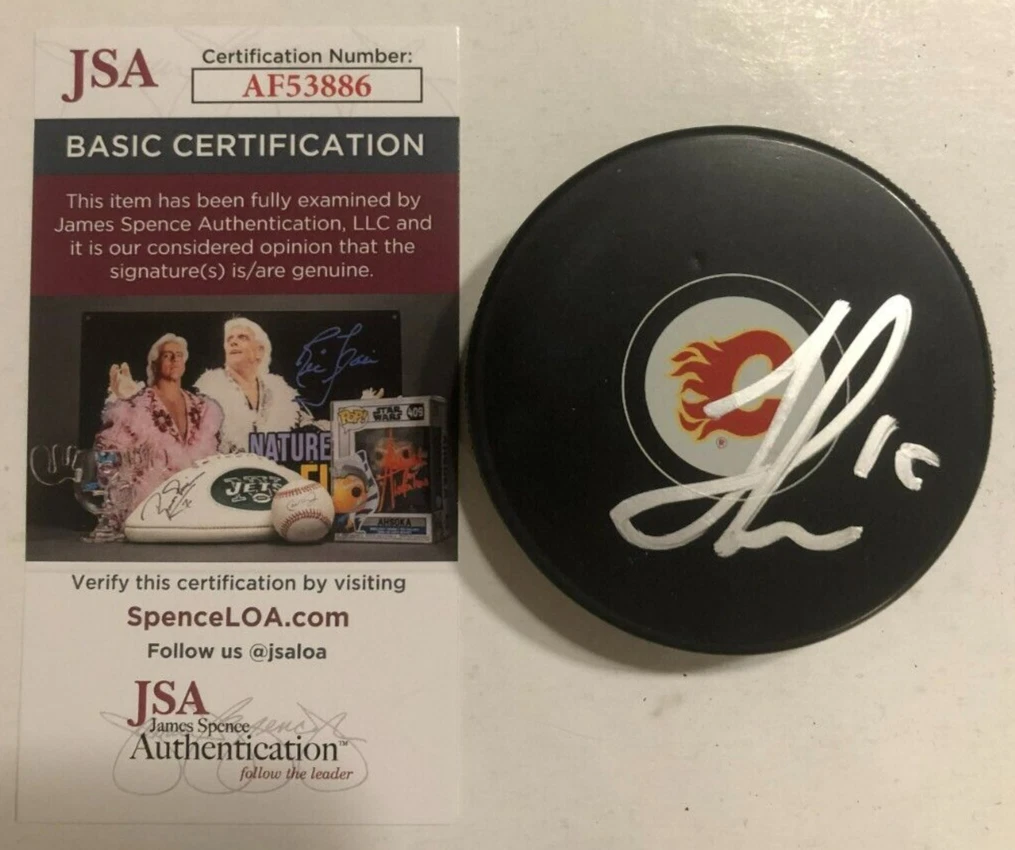 JSA
Certification Number:
AF53886
BASIC CERTIFICATION
This item has been fully examined by
James Spence Authentication, LLC and
it is our considered opinion that the
signature(s) is/are genuine.
NATURE
POP!
STAR
WARS
409
JETS
AHSOKA
Verify this certification by visiting
SpenceLOA.com
Follow us @jsaloa
JSA
James Spence
Authentication™
follow the leader